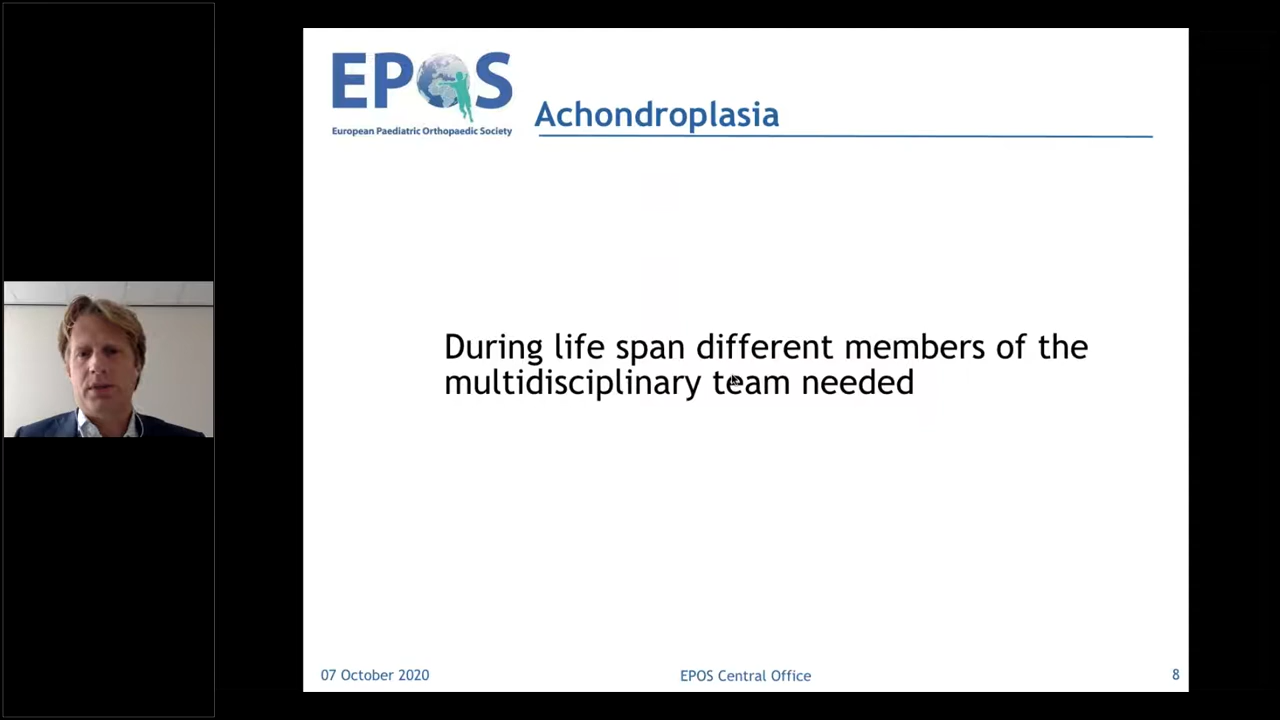 EPOS
European Paediatric Orthopaedic Society
Achondroplasia
During life span different members of the
multidisciplinary team needed
07 October 2020
EPOS Central Office
8